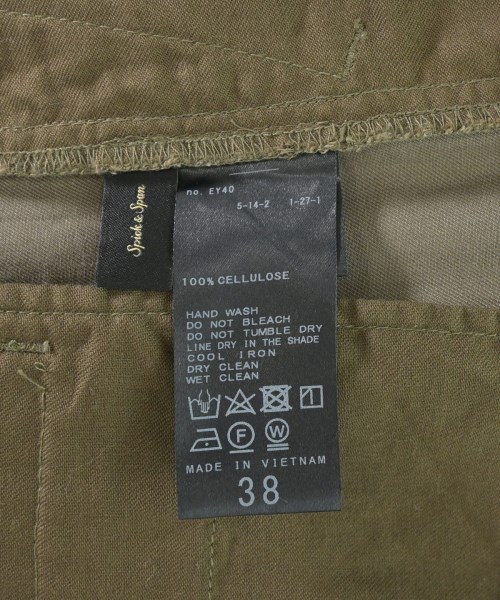 Spick & Span
no. EY40
5-14-2 1-27-1
100% CELLULOSE
HAND WASH
DO NOT BLEACH
DO NOT TUMBLE DRY
LINE DRY IN THE SHADE
COOL IRON
DRY CLEAN
WET CLEAN
F W
MADE IN VIETNAM
38